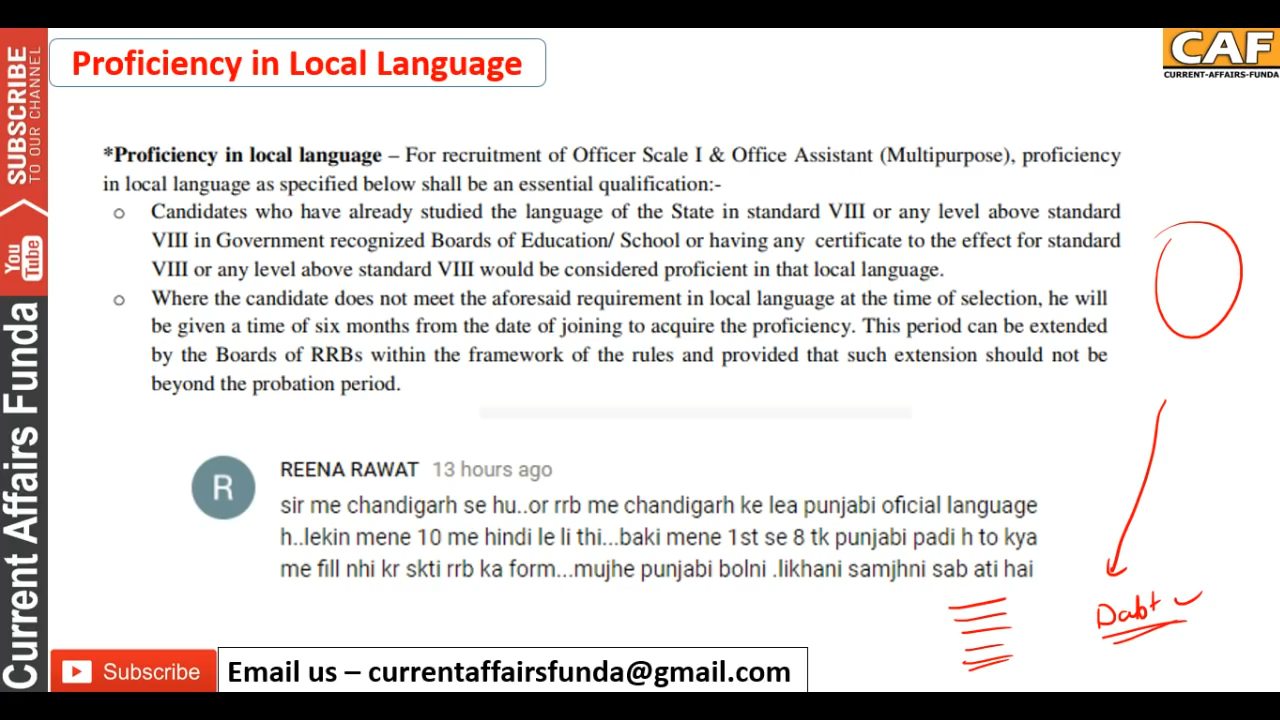 Proficiency in Local Language
CAF
CURRENT-AFFAIRS-FUNDA
SUBSCRIBE
TO OUR CHANNEL
You
Tube
Current Affairs Funda
*Proficiency in local language – For recruitment of Officer Scale I & Office Assistant (Multipurpose), proficiency
in local language as specified below shall be an essential qualification:-
o Candidates who have already studied the language of the State in standard VIII or any level above standard
VIII in Government recognized Boards of Education/ School or having any certificate to the effect for standard
VIII or any level above standard VIII would be considered proficient in that local language.
o Where the candidate does not meet the aforesaid requirement in local language at the time of selection, he will
be given a time of six months from the date of joining to acquire the proficiency. This period can be extended
by the Boards of RRBs within the framework of the rules and provided that such extension should not be
beyond the probation period.
R
REENA RAWAT 13 hours ago
sir me chandigarh se hu..or rrb me chandigarh ke lea punjabi oficial language
h..lekin mene 10 me hindi le li thi...baki mene 1st se 8 tk punjabi padi h to kya
me fill nhi kr skti rrb ka form...mujhe punjabi bolni .likhani samjhni sab ati hai
Dabt
Subscribe
Email us – currentaffairsfunda@gmail.com